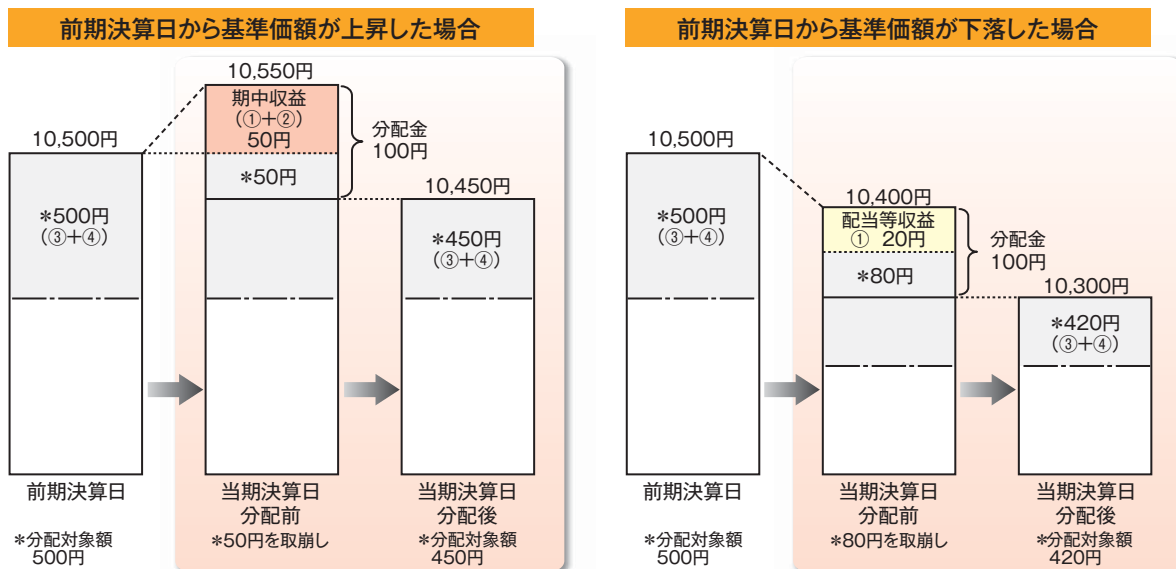 前期決算日から基準価額が上昇した場合
10,550円
期中収益
(①+②)
50円
分配金
100円
10,500円
*50円
10,450円
*500円
(③+④)
*450円
(③+④)
前期決算日
当期決算日
分配前
当期決算日
分配後
*分配対象額
500円
*50円を取崩し
*分配対象額
450円
前期決算日から基準価額が下落した場合
10,500円
10,400円
配当等収益
① 20円
分配金
100円
*500円
(③+④)
*80円
10,300円
*420円
(③+④)
前期決算日
当期決算日
分配前
当期決算日
分配後
*分配対象額
500円
*80円を取崩し
*分配対象額
420円